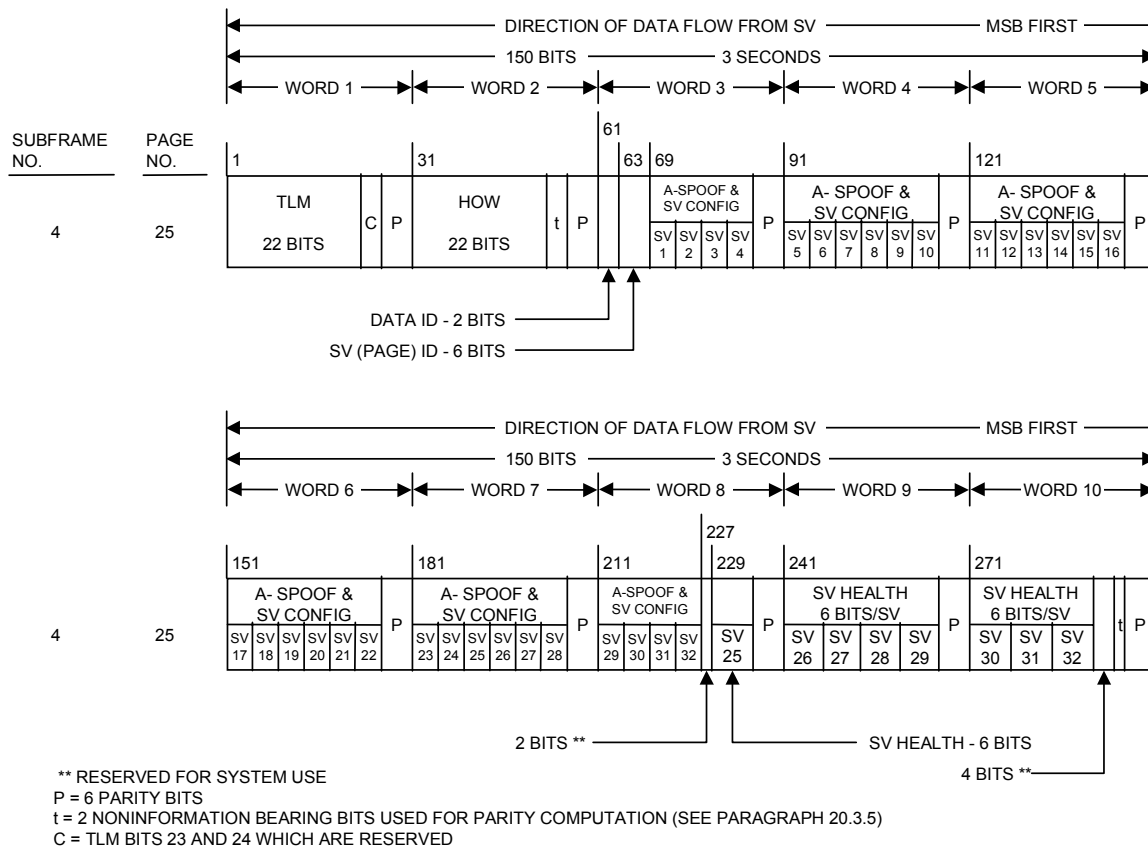 DIRECTION OF DATA FLOW FROM SV MSB FIRST
150 BITS 3 SECONDS
WORD 1 WORD 2 WORD 3 WORD 4 WORD 5
SUBFRAME NO. PAGE NO.
1 31 61 63 69 91 121
4 25
TLM 22 BITS C P
HOW 22 BITS t P
A-SPOOF & SV CONFIG
SV 1 SV 2 SV 3 SV 4 P
A- SPOOF & SV CONFIG
SV 5 SV 6 SV 7 SV 8 SV 9 SV 10 P
A- SPOOF & SV CONFIG
SV 11 SV 12 SV 13 SV 14 SV 15 SV 16 P
DATA ID - 2 BITS
SV (PAGE) ID - 6 BITS
DIRECTION OF DATA FLOW FROM SV MSB FIRST
150 BITS 3 SECONDS
WORD 6 WORD 7 WORD 8 WORD 9 WORD 10
151 181 211 227 229 241 271
4 25
A- SPOOF & SV CONFIG
SV 17 SV 18 SV 19 SV 20 SV 21 SV 22 P
A- SPOOF & SV CONFIG
SV 23 SV 24 SV 25 SV 26 SV 27 SV 28 P
A-SPOOF & SV CONFIG
SV 29 SV 30 SV 31 SV 32
SV 25 P
SV HEALTH 6 BITS/SV
SV 26 SV 27 SV 28 SV 29 P
SV HEALTH 6 BITS/SV
SV 30 SV 31 SV 32 t P
2 BITS ** SV HEALTH - 6 BITS
4 BITS **
** RESERVED FOR SYSTEM USE
P = 6 PARITY BITS
t = 2 NONINFORMATION BEARING BITS USED FOR PARITY COMPUTATION (SEE PARAGRAPH 20.3.5)
C = TLM BITS 23 AND 24 WHICH ARE RESERVED